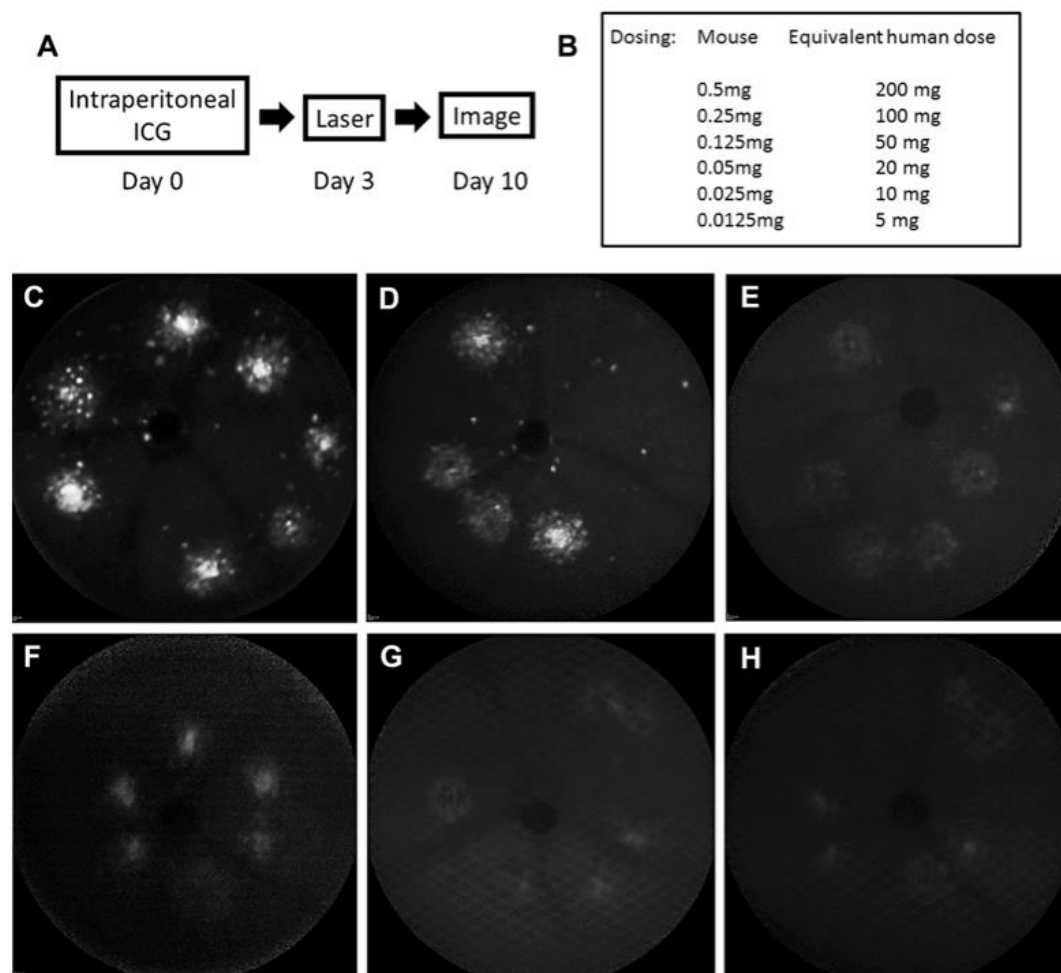 A
Intraperitoneal
ICG
Laser
Image
Day 0
Day 3
Day 10
B
Dosing: Mouse Equivalent human dose
0.5mg 200 mg
0.25mg 100 mg
0.125mg 50 mg
0.05mg 20 mg
0.025mg 10 mg
0.0125mg 5 mg
C
D
E
F
G
H